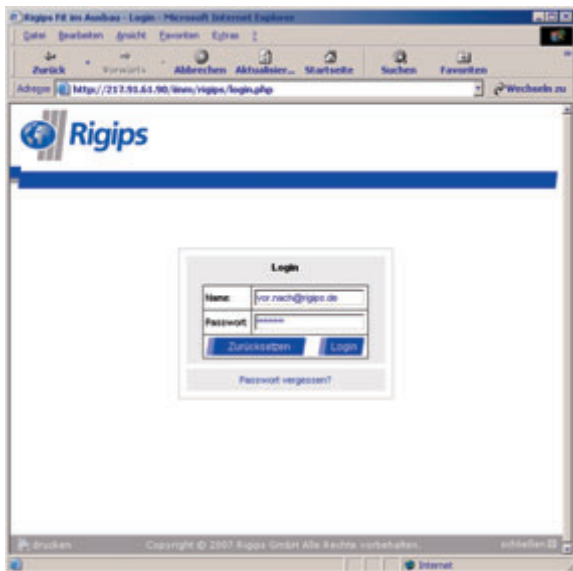 Rigips Fit im Ausbau - Login - Microsoft Internet Explorer
Datei Bearbeiten Ansicht Favoriten Extras ?
Zurück Vorwärts Abbrechen Aktualisier... Startseite Suchen Favoriten
Adresse http://217.91.61.90/imm/rigips/login.php Wechseln zu
Rigips
Login
Name: vor.nach@rigips.de
Passwort: *******
Zurücksetzen Login
Passwort vergessen?
drucken Copyright © 2007 Rigips GmbH Alle Rechte vorbehalten. schließen
Internet